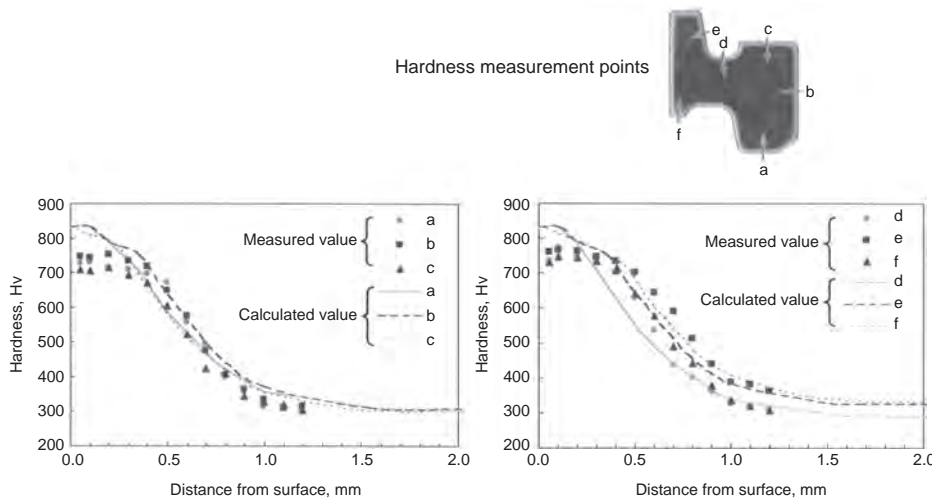 Hardness measurement points
e
d
c
b
f
a
900
800
700
600
500
400
300
200
Hardness, Hv
0.0
0.5
1.0
1.5
2.0
Distance from surface, mm
Measured value
a
b
c
Calculated value
a
b
c
900
800
700
600
500
400
300
200
Hardness, Hv
0.0
0.5
1.0
1.5
2.0
Distance from surface, mm
Measured value
d
e
f
Calculated value
d
e
f